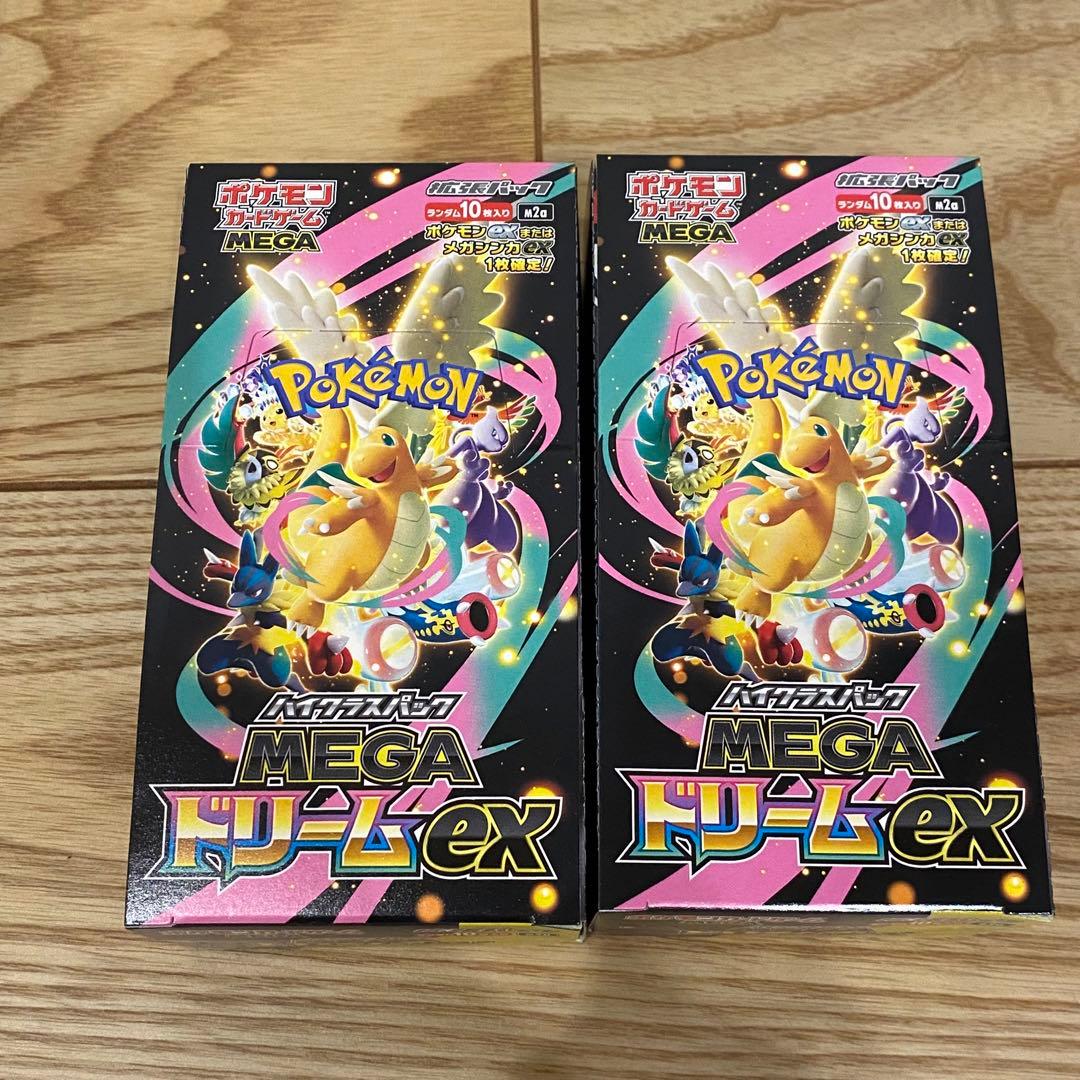 ポケモン
カードゲーム
MEGA
拡張パック
ランダム10枚入り
M2a
ポケモンexまたは
メガシンカex
1枚確定!
POKéMON
TM
ハイクラスパック
MEGA
ドリームex
ポケモン
カードゲーム
MEGA
拡張パック
ランダム10枚入り
M2a
ポケモンexまたは
メガシンカex
1枚確定!
POKéMON
TM
ハイクラスパック
MEGA
ドリームex